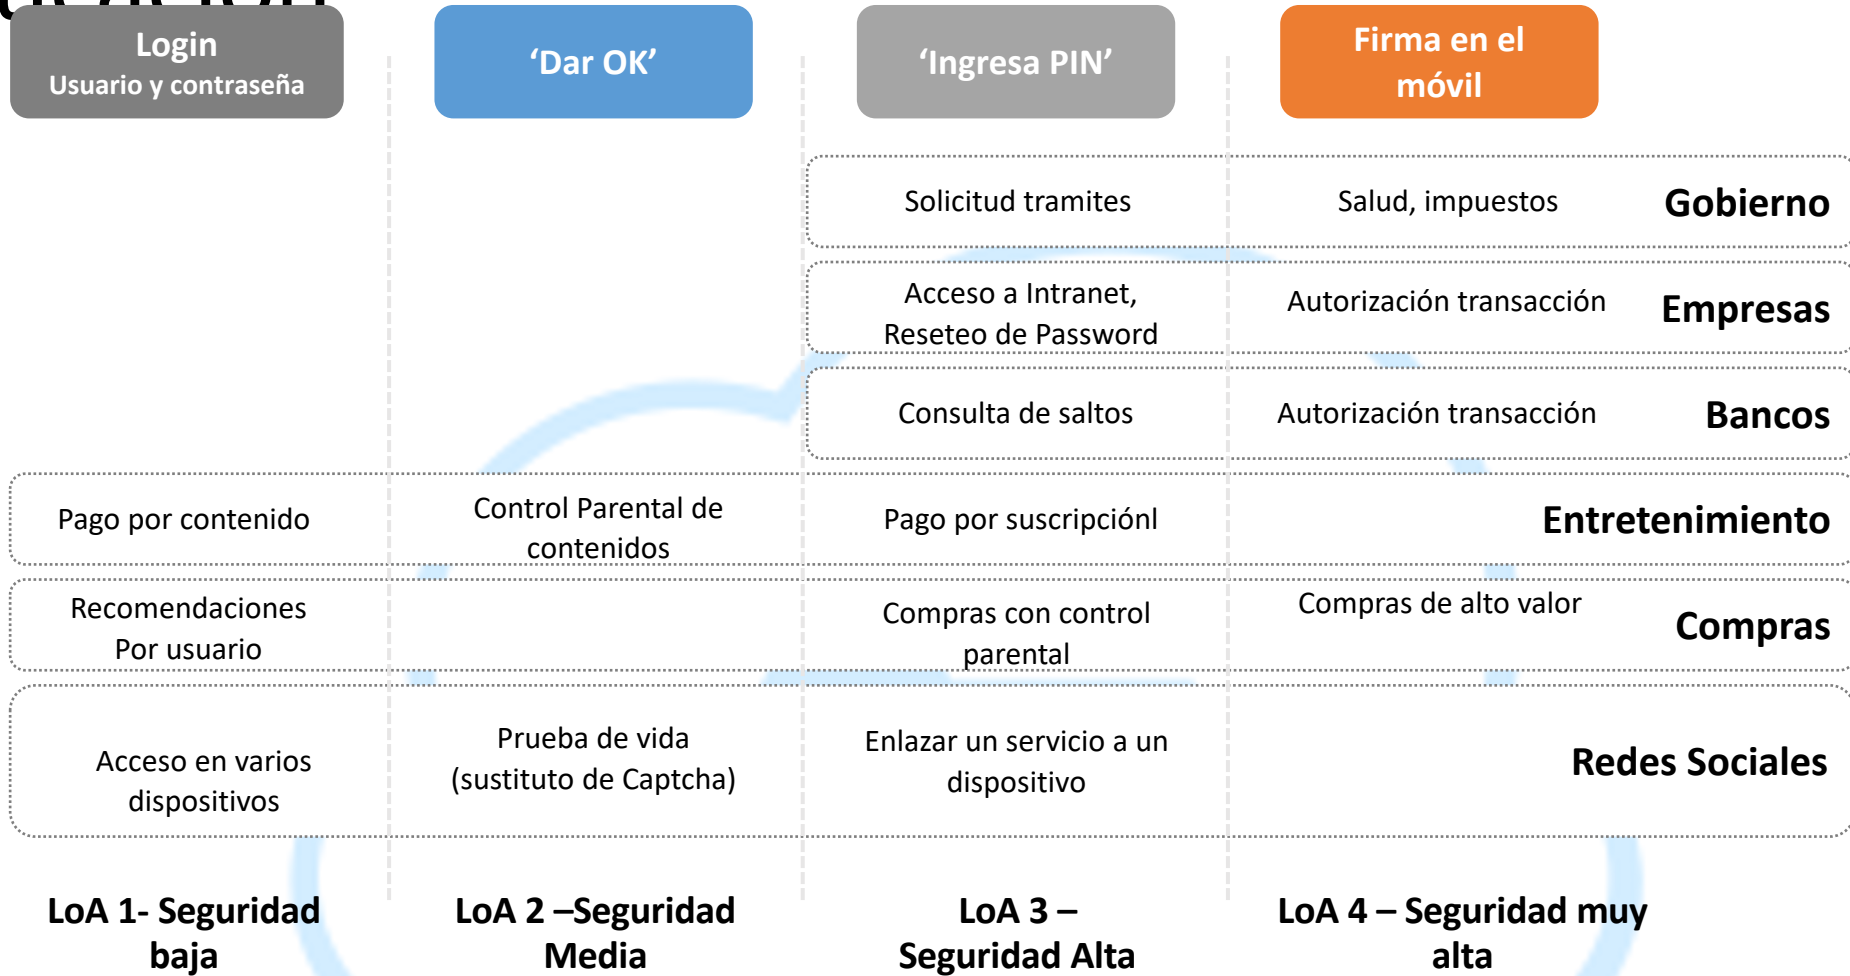 Login
Usuario y contraseña
‘Dar OK’
‘Ingresa PIN’
Firma en el
móvil
Solicitud tramites
Salud, impuestos
Gobierno
Acceso a Intranet,
Reseteo de Password
Autorización transacción
Empresas
Consulta de saltos
Autorización transacción
Bancos
Pago por contenido
Control Parental de
contenidos
Pago por suscripciónl
Entretenimiento
Recomendaciones
Por usuario
Compras con control
parental
Compras de alto valor
Compras
Acceso en varios
dispositivos
Prueba de vida
(sustituto de Captcha)
Enlazar un servicio a un
dispositivo
Redes Sociales
LoA 1- Seguridad
baja
LoA 2 –Seguridad
Media
LoA 3 –
Seguridad Alta
LoA 4 – Seguridad muy
alta